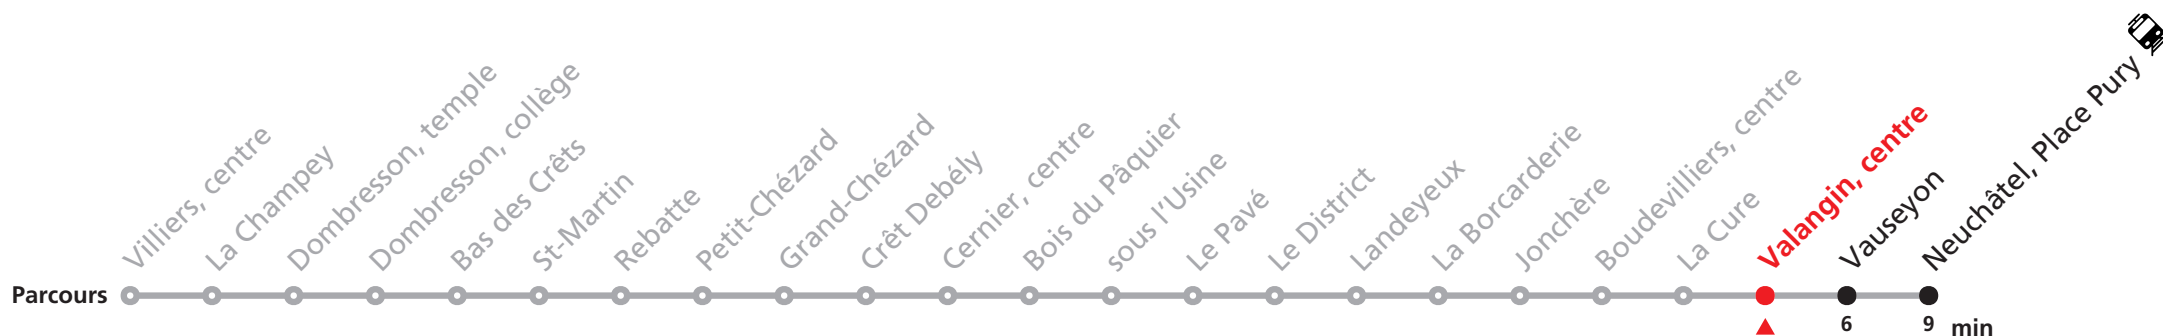 Villiers, centre
La Champey
Dombresson, temple
Dombresson, collège
Bas des Crêts
St-Martin
Rebatte
Petit-Chézard
Grand-Chézard
Crêt Debély
Cernier, centre
Bois du Pâquier
sous l'Usine
Le Pavé
Le District
Landeyeux
La Borcarderie
Jonchère
Boudevilliers, centre
La Cure
Valangin, centre
Vauseyon
Neuchâtel, Place Pury
Parcours
6 9 min